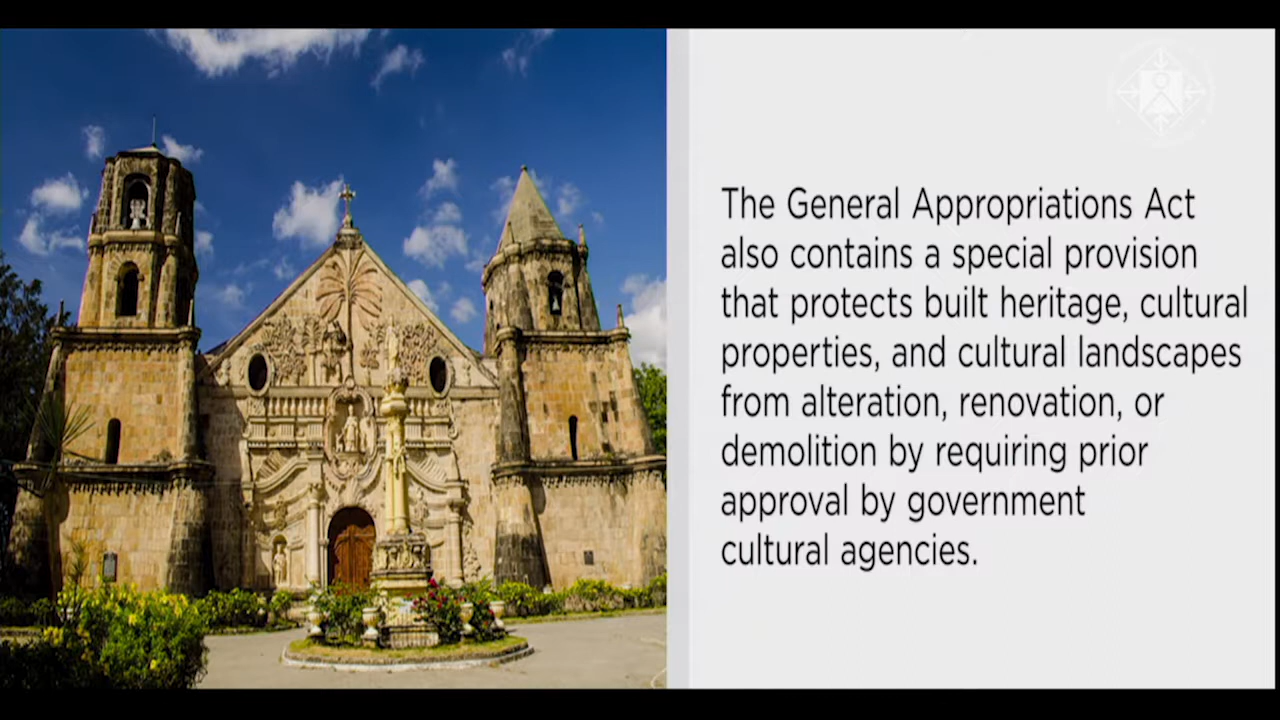 The General Appropriations Act
also contains a special provision
that protects built heritage, cultural
properties, and cultural landscapes
from alteration, renovation, or
demolition by requiring prior
approval by government
cultural agencies.